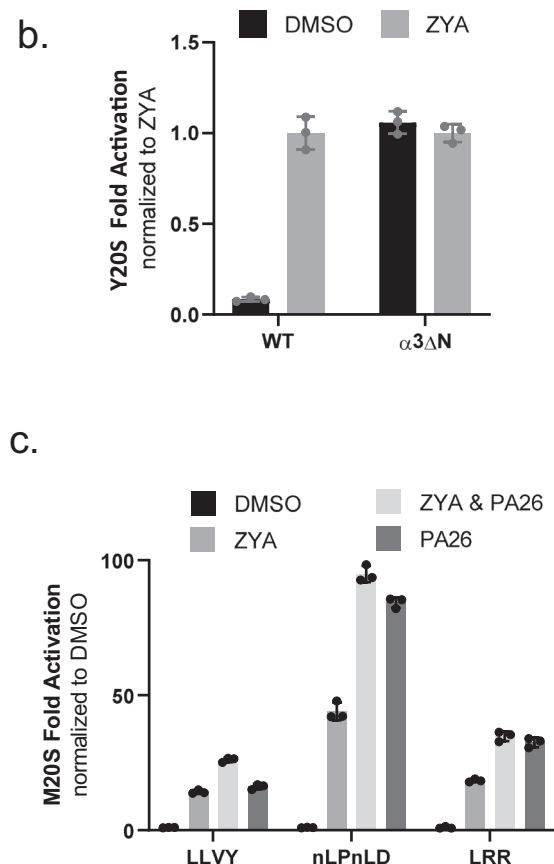 b.
DMSO ZYA
Y20S Fold Activation
normalized to ZYA
1.5
1.0
0.5
0.0
WT α3ΔN
c.
DMSO ZYA & PA26
ZYA PA26
M20S Fold Activation
normalized to DMSO
100
50
0
LLVY nLPnLD LRR